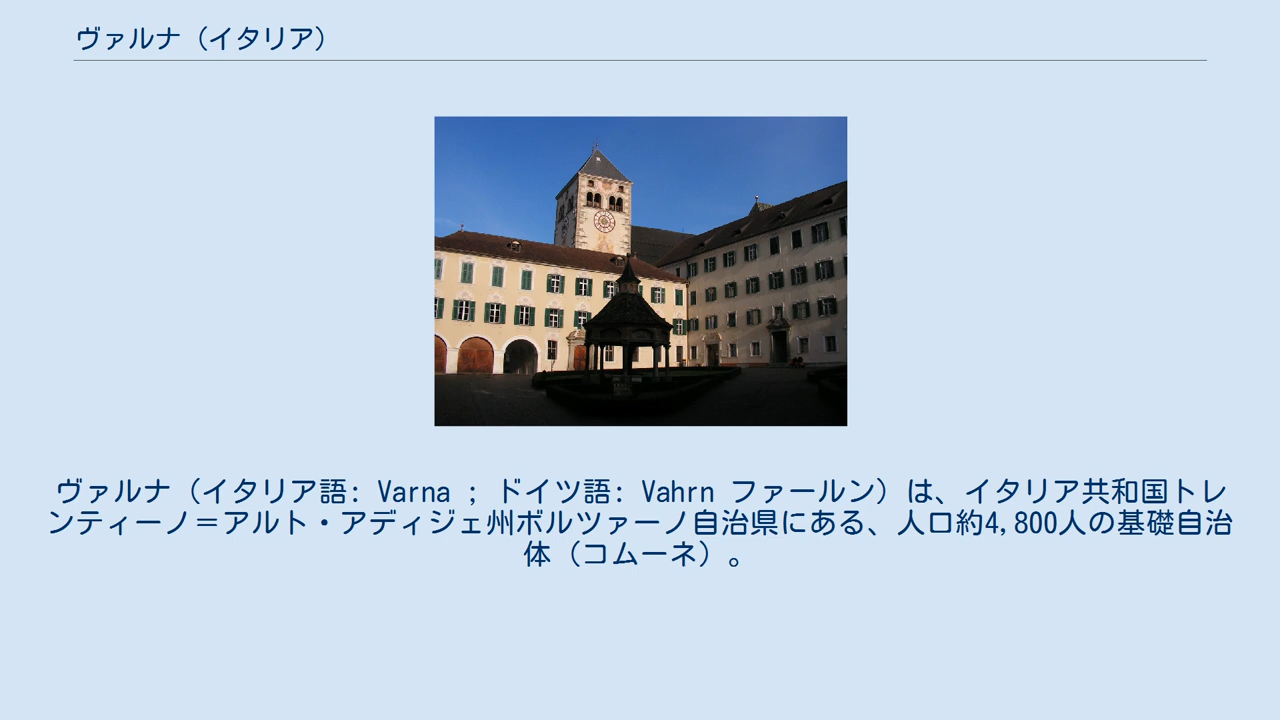 ヴァルナ（イタリア）
ヴァルナ（イタリア語: Varna ; ドイツ語: Vahrn ファールン）は、イタリア共和国トレ
ンティーノ＝アルト・アディジェ州ボルツァーノ自治県にある、人口約4,800人の基礎自治
体（コムーネ）。